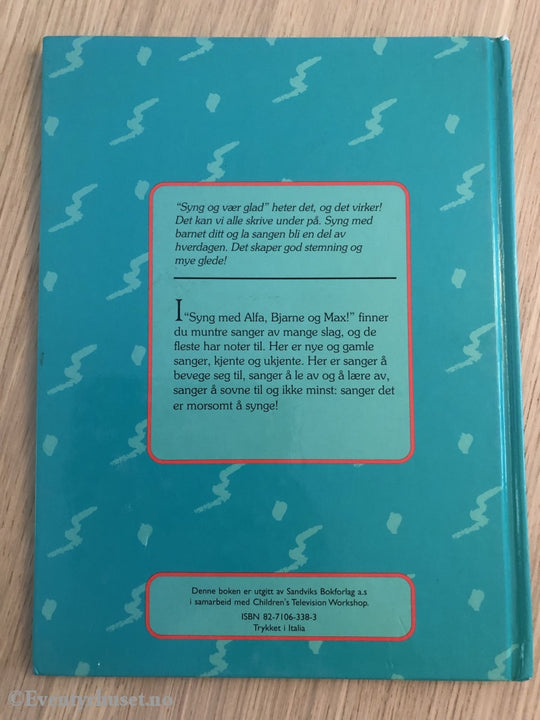 "Syng og vær glad" heter det, og det virker!
Det kan vi alle skrive under på. Syng med
barnet ditt og la sangen bli en del av
hverdagen. Det skaper god stemning og
mye glede!
I "Syng med Alfa, Bjarne og Max!" finner
du muntre sanger av mange slag, og de
fleste har noter til. Her er nye og gamle
sanger, kjente og ukjente. Her er sanger å
bevege seg til, sanger å le av og å lære av,
sanger å sovne til og ikke minst: sanger det
er morsomt å synge!
Denne boken er utgitt av Sandviks Bokforlag a.s
i samarbeid med Children's Television Workshop.
ISBN 82-7106-338-3
Trykket i Italia
©Eventyrhuset.no